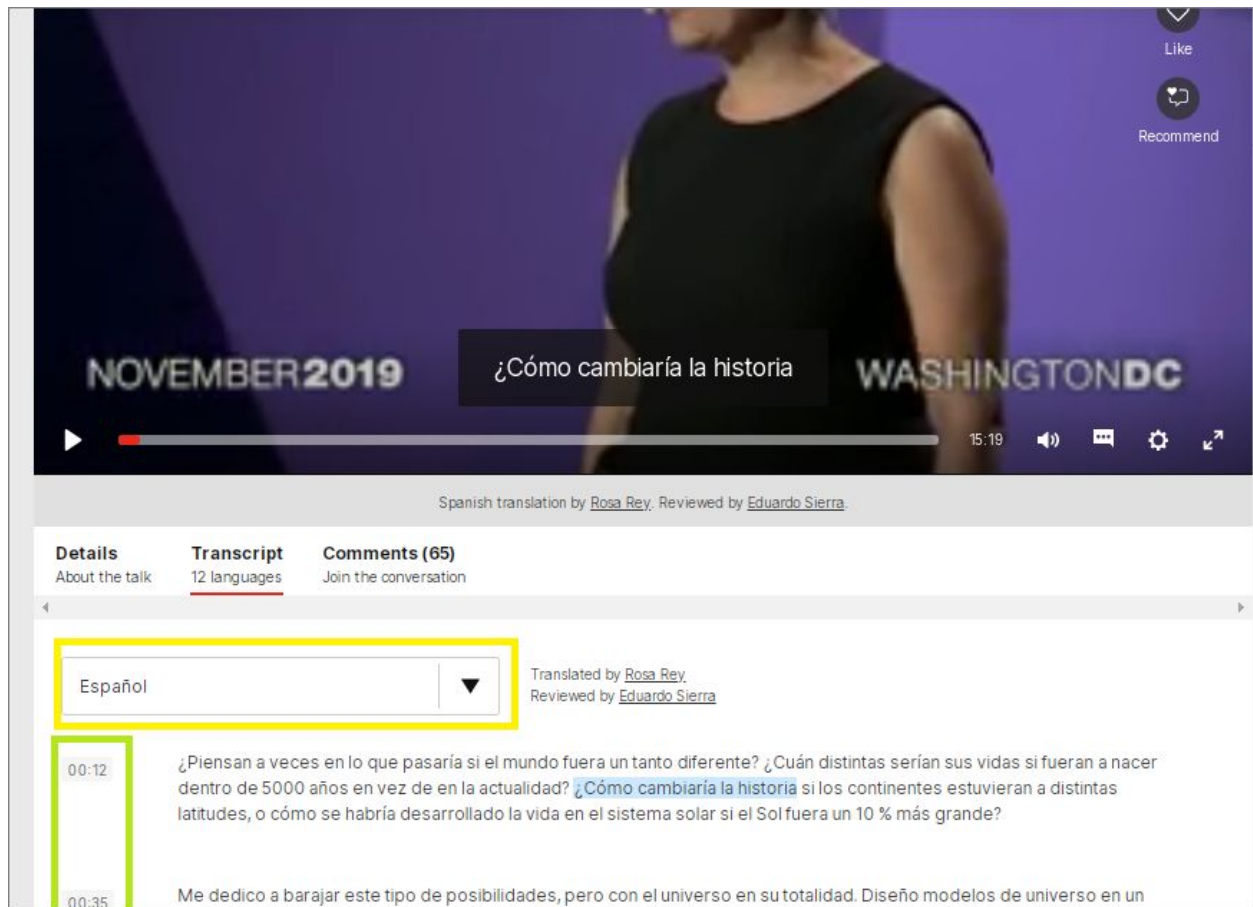 Like
Recommend
NOVEMBER2019
¿Cómo cambiaría la historia
WASHINGTONDC
15:19
Spanish translation by Rosa Rey. Reviewed by Eduardo Sierra.
Details
About the talk
Transcript
12 languages
Comments (65)
Join the conversation
Español
Translated by Rosa Rey
Reviewed by Eduardo Sierra
00:12
¿Piensan a veces en lo que pasaría si el mundo fuera un tanto diferente? ¿Cuán distintas serían sus vidas si fueran a nacer
dentro de 5000 años en vez de en la actualidad? ¿Cómo cambiaría la historia si los continentes estuvieran a distintas
latitudes, o cómo se habría desarrollado la vida en el sistema solar si el Sol fuera un 10 % más grande?
00:35
Me dedico a barajar este tipo de posibilidades, pero con el universo en su totalidad. Diseño modelos de universo en un